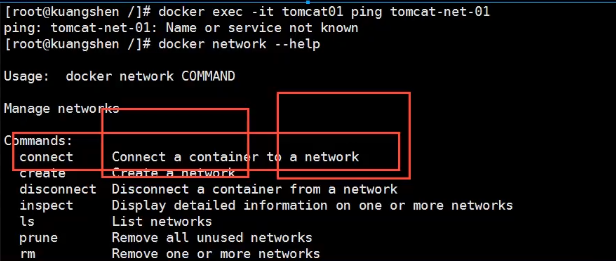 [root@kuangshen /]# docker exec -it tomcat01 ping tomcat-net-01
ping: tomcat-net-01: Name or service not known
[root@kuangshen /]# docker network --help
Usage:  docker network COMMAND
Manage networks
Commands:
  connect     Connect a container to a network
  create      Create a network
  disconnect  Disconnect a container from a network
  inspect     Display detailed information on one or more networks
  ls          List networks
  prune       Remove all unused networks
  rm          Remove one or more networks